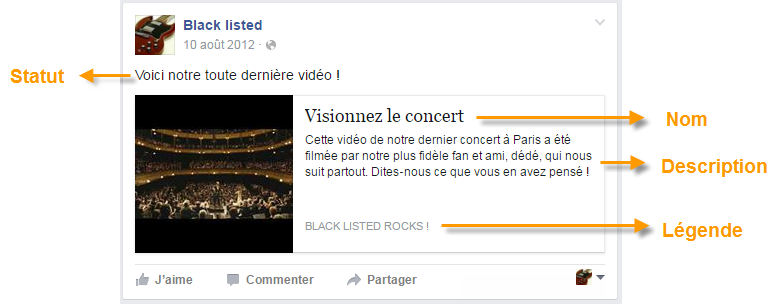 Black listed
10 août 2012 ·
Statut
Voici notre toute dernière vidéo !
Visionnez le concert
Nom
Cette vidéo de notre dernier concert à Paris a été
filmée par notre plus fidèle fan et ami, dédé, qui nous
suit partout. Dites-nous ce que vous en avez pensé !
Description
BLACK LISTED ROCKS !
Légende
J’aime
Commenter
Partager